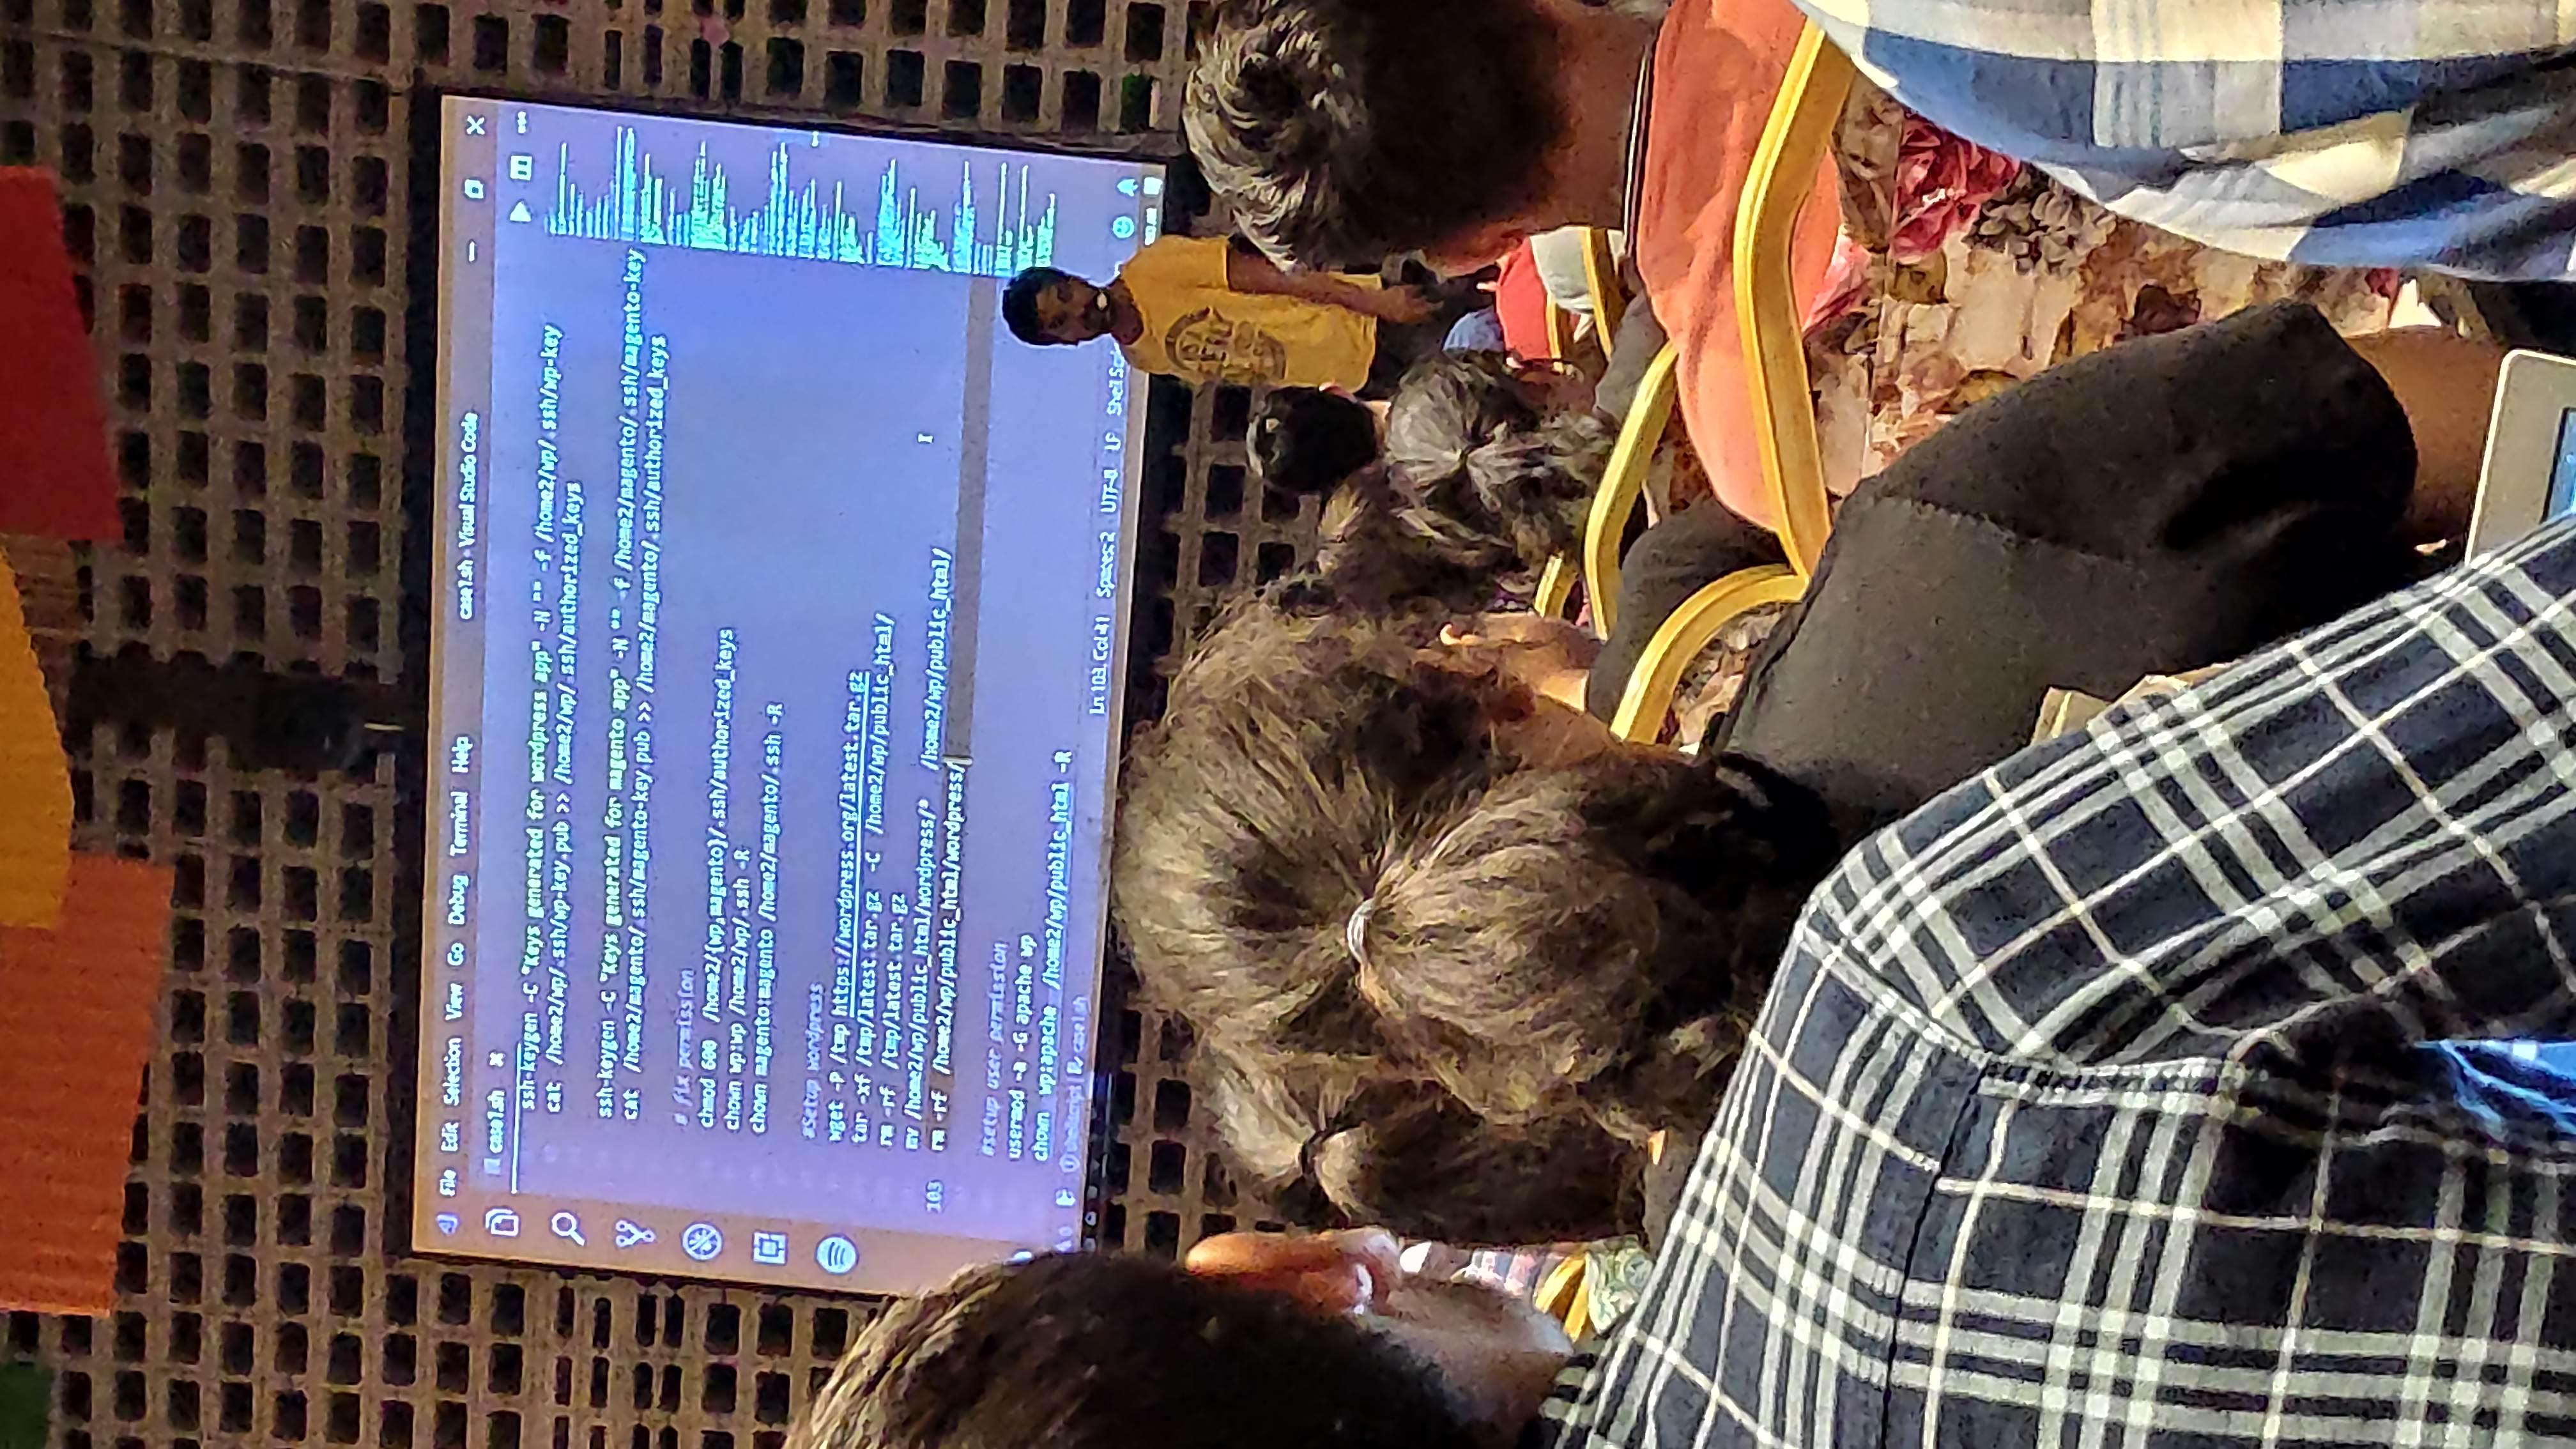 File Edit Selection View Go Debug Terminal Help case1.sh - Visual Studio Code
case1.sh
ssh-keygen -C "Keys generated for wordpress app" -N "" -f /home2/wp/.ssh/wp-key
cat /home2/wp/.ssh/wp-key.pub >> /home2/wp/.ssh/authorized_keys
ssh-keygen -C "Keys generated for magento app" -N "" -f /home2/magento/.ssh/magento-key
cat /home2/magento/.ssh/magento-key.pub >> /home2/magento/.ssh/authorized_keys
# fix permission
chmod 600 /home2/{wp,magento}/.ssh/authorized_keys
chown wp:wp /home2/wp/.ssh -R
chown magento:magento /home2/magento/.ssh -R
#Setup wordpress
wget -P /tmp https://wordpress.org/latest.tar.gz
tar -xf /tmp/latest.tar.gz -C /home2/wp/public_html/
rm -rf /tmp/latest.tar.gz
mv /home2/wp/public_html/wordpress/* /home2/wp/public_html/
103 rm -rf /home2/wp/public_html/wordpress/
#setup user permission
usermod -a -G apache wp
chown wp:apache /home2/wp/public_html -R
0 shellscript | case1.sh Ln 103, Col 41 Spaces: 2 UTF-8 LF Shell